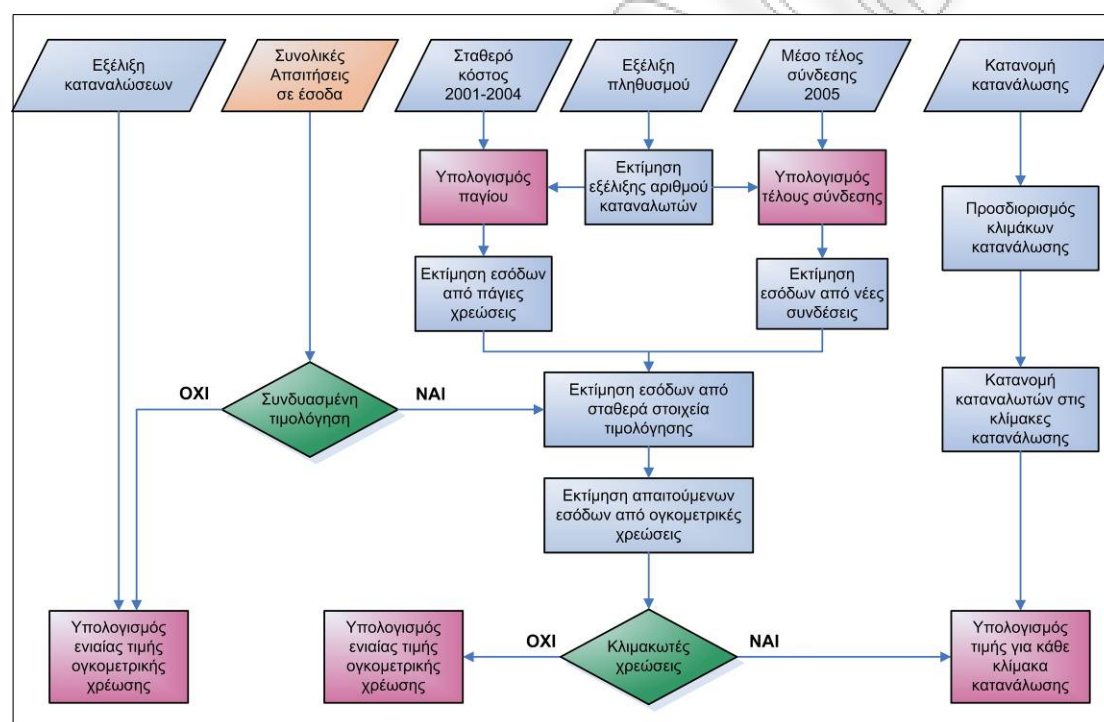 Εξέλιξη
καταναλώσεων
Συνολικές
Απσιτήσεις
σε έσοδα
Σταθερό
κόστος
2001-2004
Εξέλιξη
πληθυσμού
Μέσο τέλος
σύνδεσης
2005
Κατανομή
κατανάλωσης
Υπολογισμός
παγίου
Εκτίμηση
εξέλιξης αριθμού
καταναλωτών
Υπολογισμός
τέλους σύνδεσης
Προσδιορισμός
κλιμάκων
κατανάλωσης
Εκτίμηση εσόδων
από πάγιες
χρεώσεις
Εκτίμηση
εσόδων από νέες
συνδέσεις
ΟΧΙ
Συνδυασμένη
τιμολόγηση
ΝΑΙ
Εκτίμηση εσόδων από
σταθερά στοιχεία
τιμολόγησης
Κατανομή
καταναλωτών στις
κλίμακες
κατανάλωσης
Εκτίμηση απαιτούμενων
εσόδων από ογκομετρικές
χρεώσεις
Υπολογισμός
ενιαίας τιμής
ογκομετρικής
χρέωσης
Υπολογισμός
ενιαίας τιμής
ογκομετρικής
χρέωσης
ΟΧΙ
Κλιμακωτές
χρεώσεις
ΝΑΙ
Υπολογισμός
τιμής για κάθε
κλίμακα
κατανάλωσης